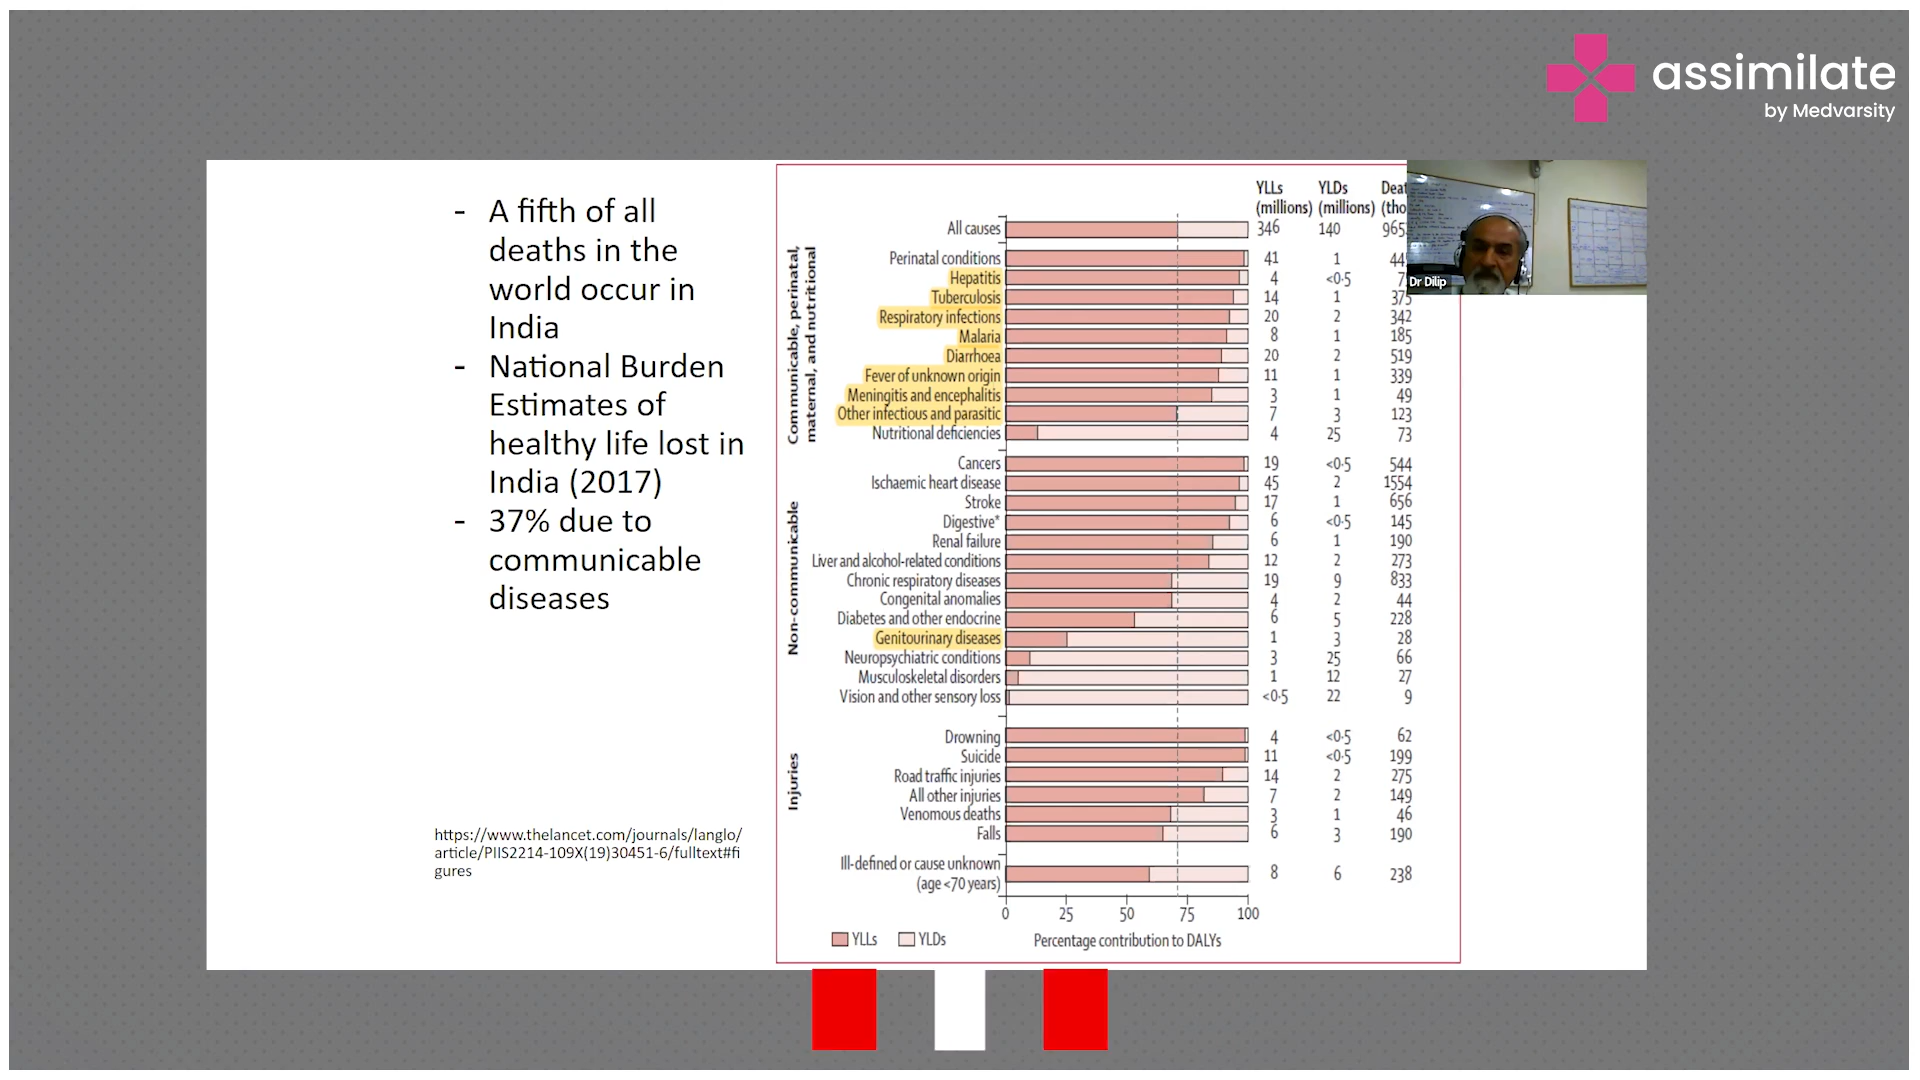 assimilate
by Medvarsity
- A fifth of all
deaths in the
world occur in
India
- National Burden
Estimates of
healthy life lost in
India (2017)
- 37% due to
communicable
diseases
https://www.thelancet.com/journals/langlo/
article/PIIS2214-109X(19)30451-6/fulltext#fi
gures
YLLs YLDs
(millions) (millions)
All causes 346 140
Communicable, perinatal,
maternal, and nutritional
Perinatal conditions 41 1
Hepatitis 4 <0·5
Tuberculosis 14 1 375
Respiratory infections 20 2 342
Malaria 8 1 185
Diarrhoea 20 2 519
Fever of unknown origin 11 1 339
Meningitis and encephalitis 3 1 49
Other infectious and parasitic 7 3 123
Nutritional deficiencies 4 25 73
Non-communicable
Cancers 19 <0·5 544
Ischaemic heart disease 45 2 1554
Stroke 17 1 656
Digestive* 6 <0·5 145
Renal failure 6 1 190
Liver and alcohol-related conditions 12 2 273
Chronic respiratory diseases 19 9 833
Congenital anomalies 4 2 44
Diabetes and other endocrine 6 5 228
Genitourinary diseases 1 3 28
Neuropsychiatric conditions 3 25 66
Musculoskeletal disorders 1 12 27
Vision and other sensory loss <0·5 22 9
Injuries
Drowning 4 <0·5 62
Suicide 11 <0·5 199
Road traffic injuries 14 2 275
All other injuries 7 2 149
Venomous deaths 3 1 46
Falls 6 3 190
Ill-defined or cause unknown
(age <70 years) 8 6 238
0 25 50 75 100
YLLs YLDs
Percentage contribution to DALYs
Dr Dilip